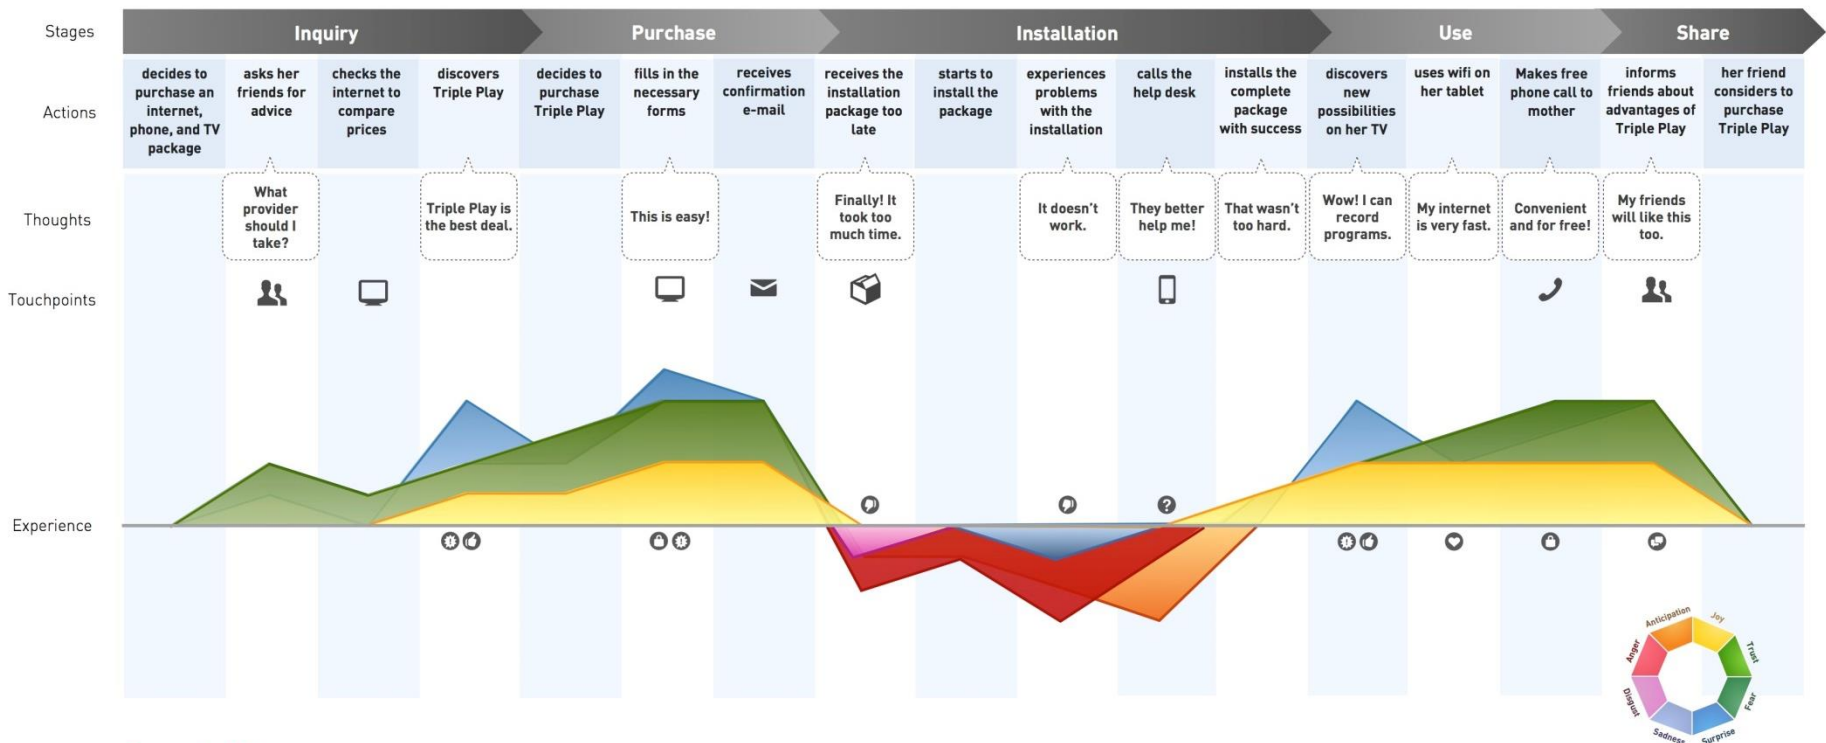 Stages
Inquiry
Purchase
Installation
Use
Share
Actions
decides to
purchase an
internet,
phone, and TV
package
asks her
friends for
advice
checks the
internet to
compare
prices
discovers
Triple Play
decides to
purchase
Triple Play
fills in the
necessary
forms
receives
confirmation
e-mail
receives the
installation
package too
late
starts to
install the
package
experiences
problems
with the
installation
calls the
help desk
installs the
complete
package
with success
discovers
new
possibilities
on her TV
uses wifi on
her tablet
Makes free
phone call to
mother
informs
friends about
advantages of
Triple Play
her friend
considers to
purchase
Triple Play
Thoughts
What
provider
should I
take?
Triple Play is
the best deal.
This is easy!
Finally! It
took too
much time.
It doesn't
work.
They better
help me!
That wasn't
too hard.
Wow! I can
record
programs.
My internet
is very fast.
Convenient
and for free!
My friends
will like this
too.
Touchpoints
Experience
?
Anticipation
Joy
Trust
Fear
Surprise
Sadness
Disgust
Anger